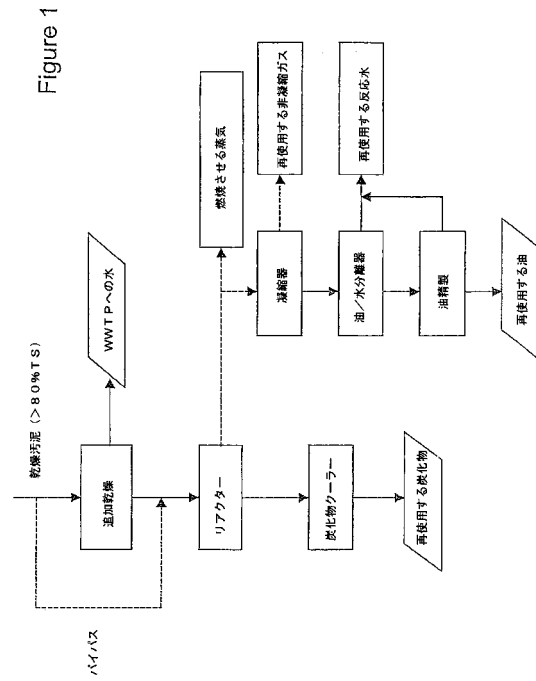 Figure 1
乾燥汚泥（＞８０％ＴＳ）
バイパス
追加乾燥
ＷＷＴＰへの水
リアクター
燃焼させる蒸気
炭化物クーラー
凝縮器
再使用する非凝縮ガス
油／水分離器
再使用する反応水
油精製
再使用する炭化物
再使用する油